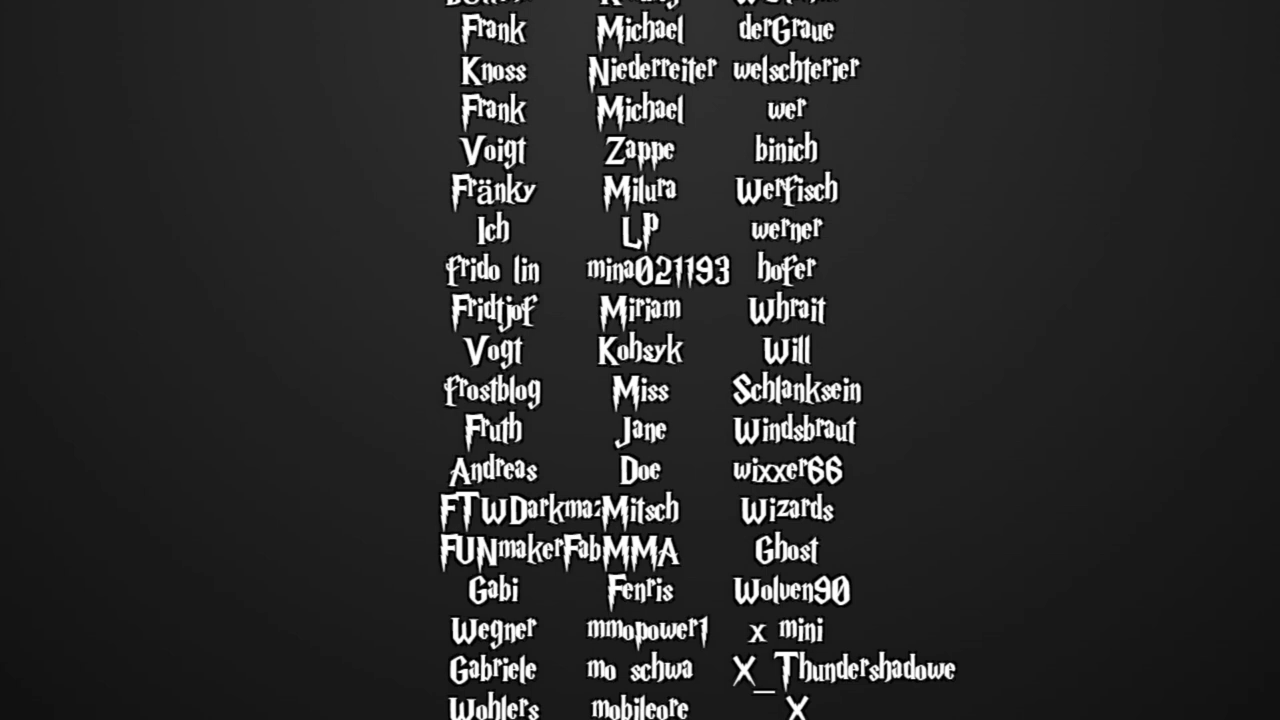 Frank Michael derGraue
Knoss Niederreiter welschterier
Frank Michael wer
Voigt Zappe binich
Fränky Milura Werfisch
Ich LP werner
frido lin mina021193 hofer
Fridtjof Miriam Whrait
Vogt Kohsyk Will
frostblog Miss Schlanksein
Fruth Jane Windsbraut
Andreas Doe wixxer66
FTWDarkmaz Mitsch Wizards
FUNmakerFab MMA Ghost
Gabi Fenris Wolven90
Wegner mmopower1 x mini
Gabriele mo schwa X_Thundershadowe
Wohlers mobileore X